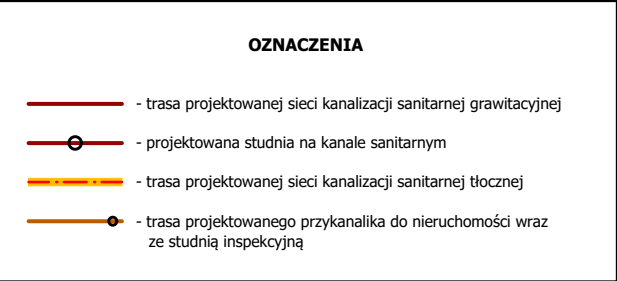 OZNACZENIA
- trasa projektowanej sieci kanalizacji sanitarnej grawitacyjnej
- projektowana studnia na kanale sanitarnym
- trasa projektowanej sieci kanalizacji sanitarnej tłocznej
- trasa projektowanego przykanalika do nieruchomości wraz
ze studnią inspekcyjną